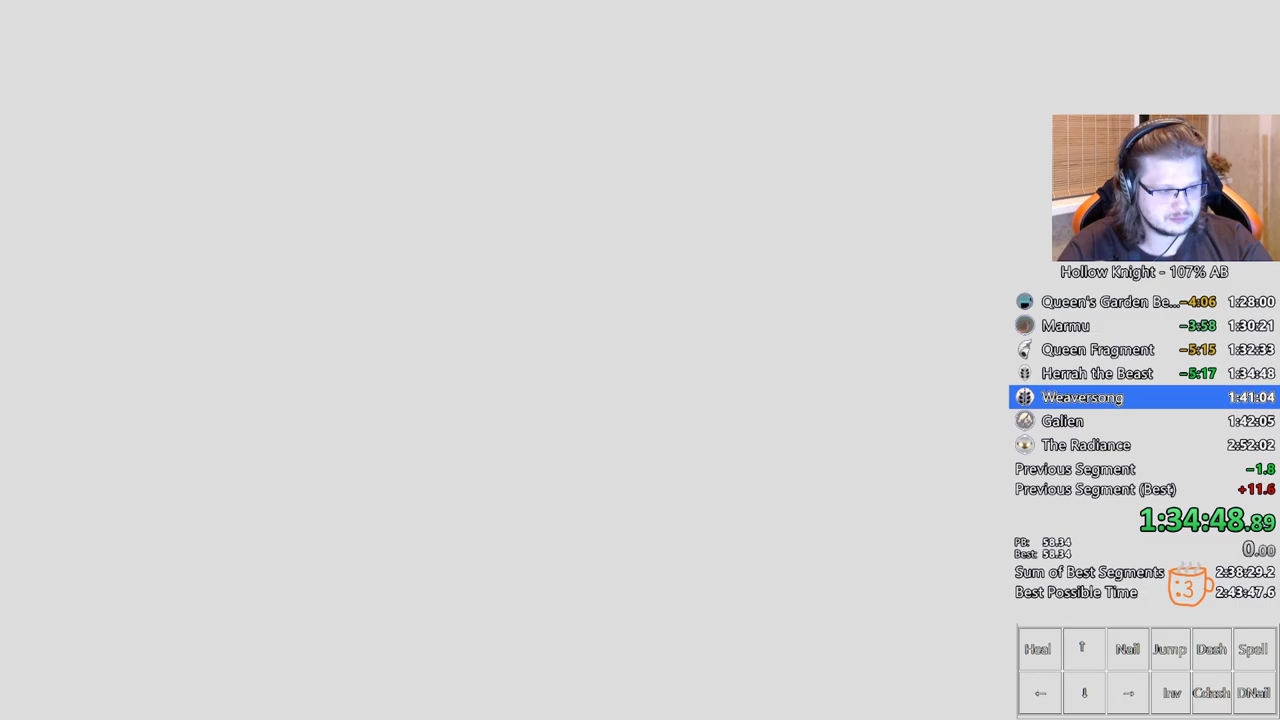 Hollow Knight - 107% AB
Queen's Garden Be... −4:06 1:28:00
Marmu −3:58 1:30:21
Queen Fragment −5:15 1:32:33
Herrah the Beast −5:17 1:34:48
Weaversong 1:41:04
Galien 1:42:05
The Radiance 2:52:02
Previous Segment −1.8
Previous Segment (Best) +11.6
1:34:48.89
PB: 58.34
Best: 58.34
0.00
Sum of Best Segments 2:38:29.2
Best Possible Time 2:43:47.6
:3
Heal ↑ Nail Jump Dash Spell
← ↓ → Inv Cdash DNail